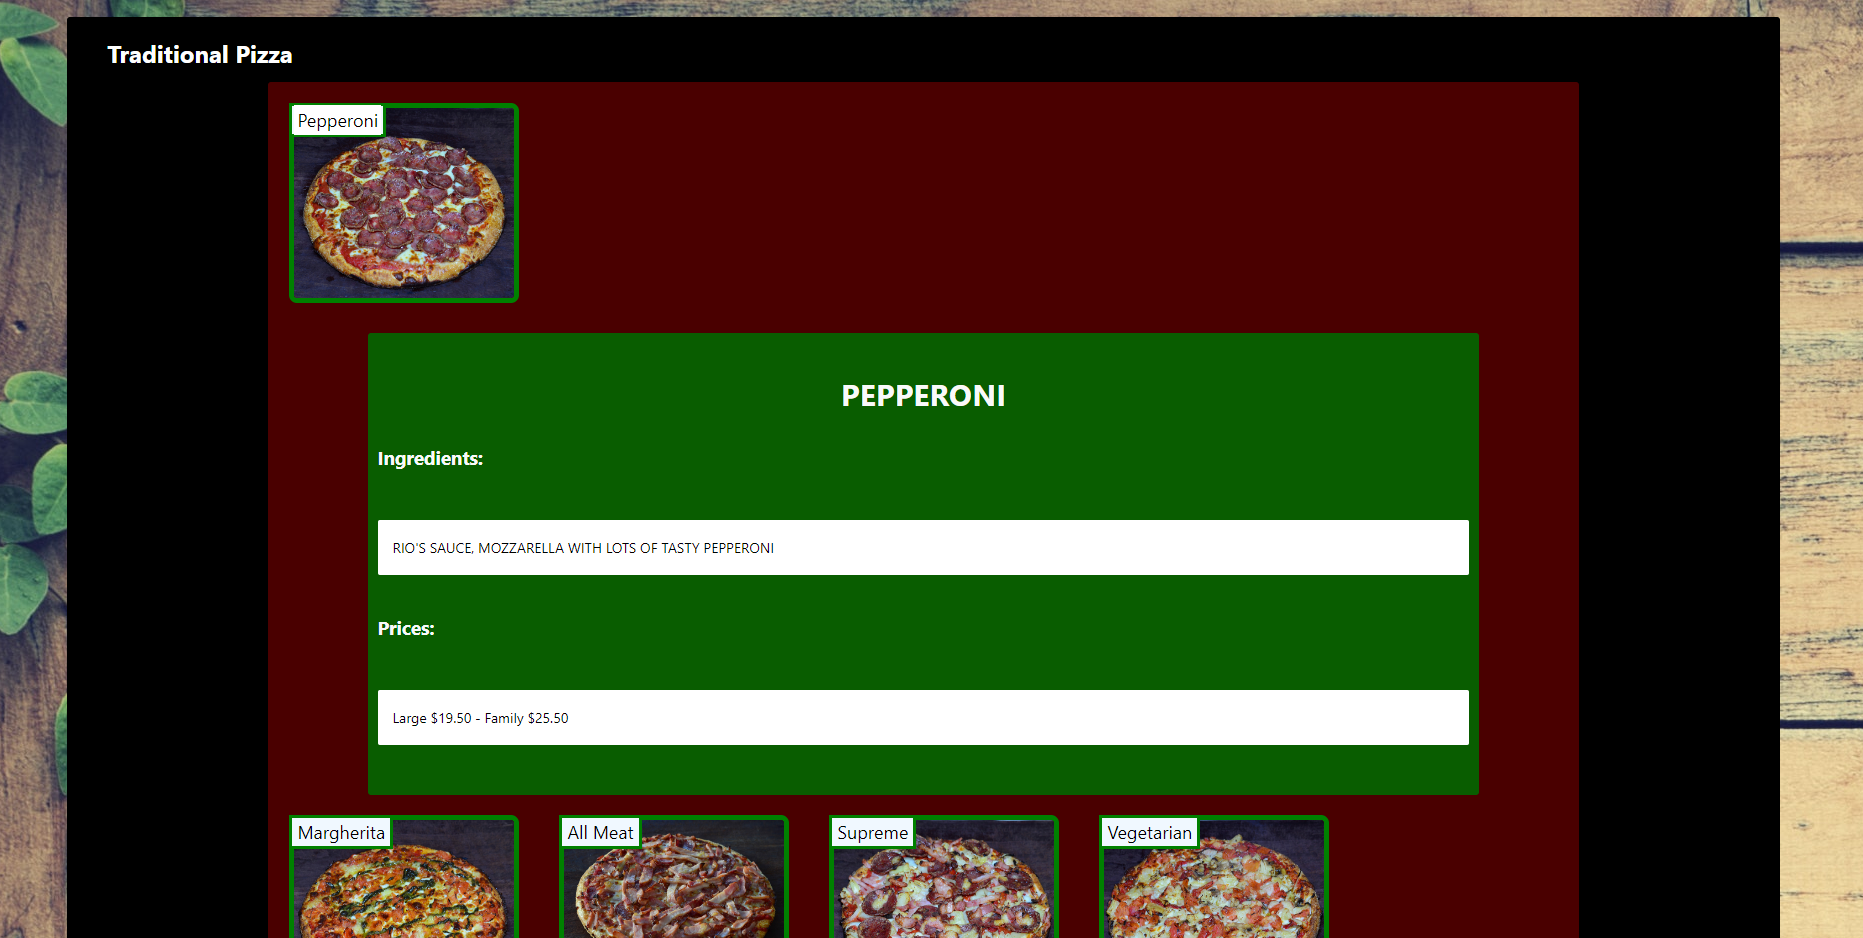 Traditional Pizza
Pepperoni
PEPPERONI
Ingredients:
RIO'S SAUCE, MOZZARELLA WITH LOTS OF TASTY PEPPERONI
Prices:
Large $19.50 - Family $25.50
Margherita
All Meat
Supreme
Vegetarian